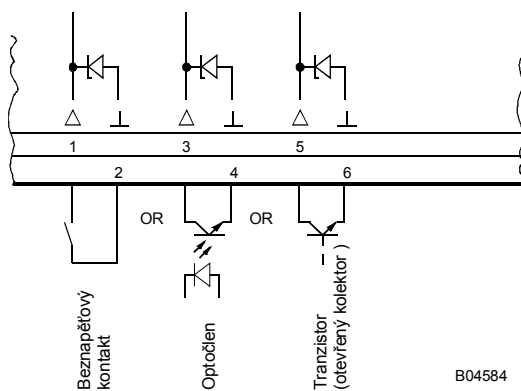 1 3 5
2 4 6
OR OR
Beznapěťový
kontakt
Optočlen
Tranzistor
(otevřený kolektor )
B04584